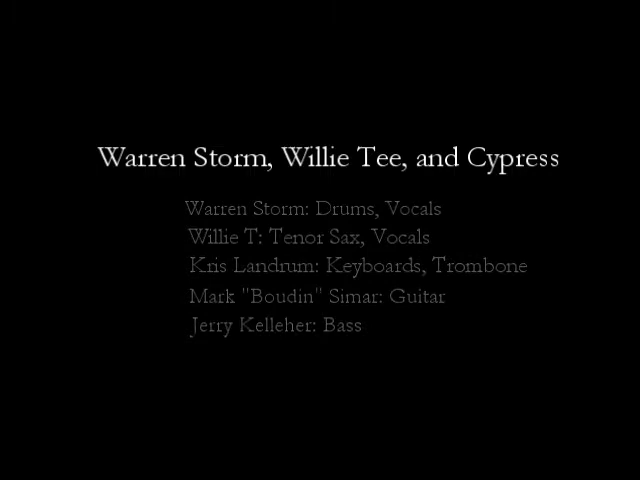 Warren Storm, Willie Tee, and Cypress
Warren Storm: Drums, Vocals
Willie T: Tenor Sax, Vocals
Kris Landrum: Keyboards, Trombone
Mark "Boudin" Simar: Guitar
Jerry Kelleher: Bass